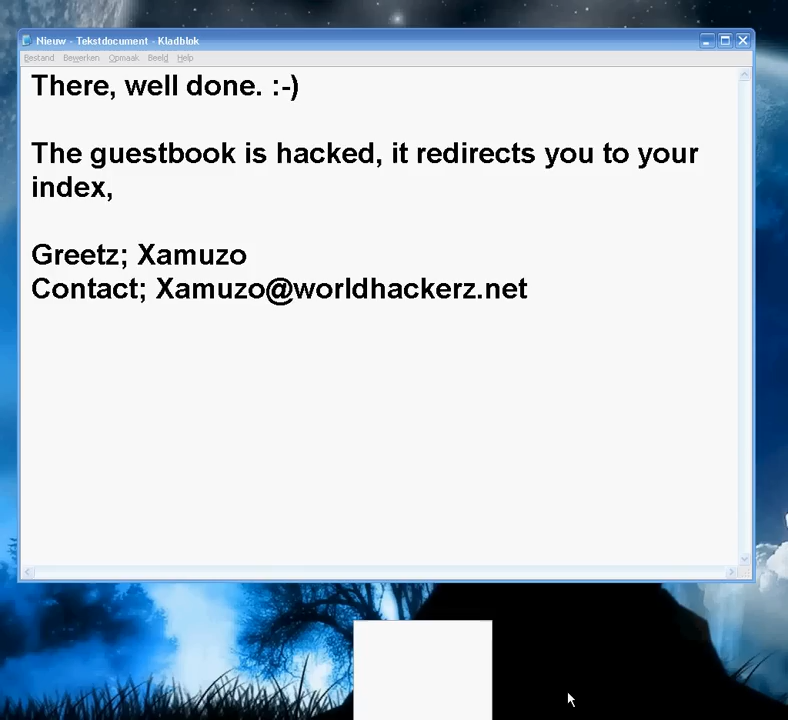 Nieuw - Tekstdocument - Kladblok
Bestand Bewerken Opmaak Beeld Help
There, well done. :-)
The guestbook is hacked, it redirects you to your
index,
Greetz; Xamuzo
Contact; Xamuzo@worldhackerz.net